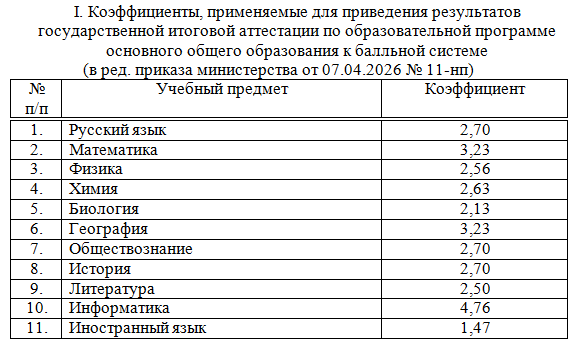 I. Коэффициенты, применяемые для приведения результатов
государственной итоговой аттестации по образовательной программе
основного общего образования к балльной системе
(в ред. приказа министерства от 07.04.2026 № 11-нп)
№ п/п Учебный предмет Коэффициент
1. Русский язык 2,70
2. Математика 3,23
3. Физика 2,56
4. Химия 2,63
5. Биология 2,13
6. География 3,23
7. Обществознание 2,70
8. История 2,70
9. Литература 2,50
10. Информатика 4,76
11. Иностранный язык 1,47